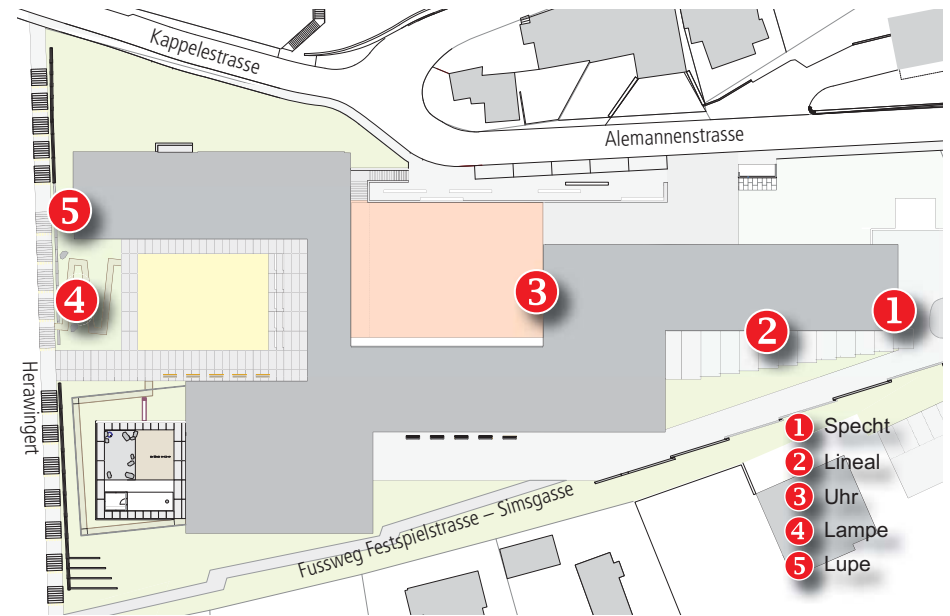 Kappelestrasse
Alemannenstrasse
5
4
3
2
1
Herawingert
Fussweg Festspielstrasse – Simsgasse
1 Specht
2 Lineal
3 Uhr
4 Lampe
5 Lupe